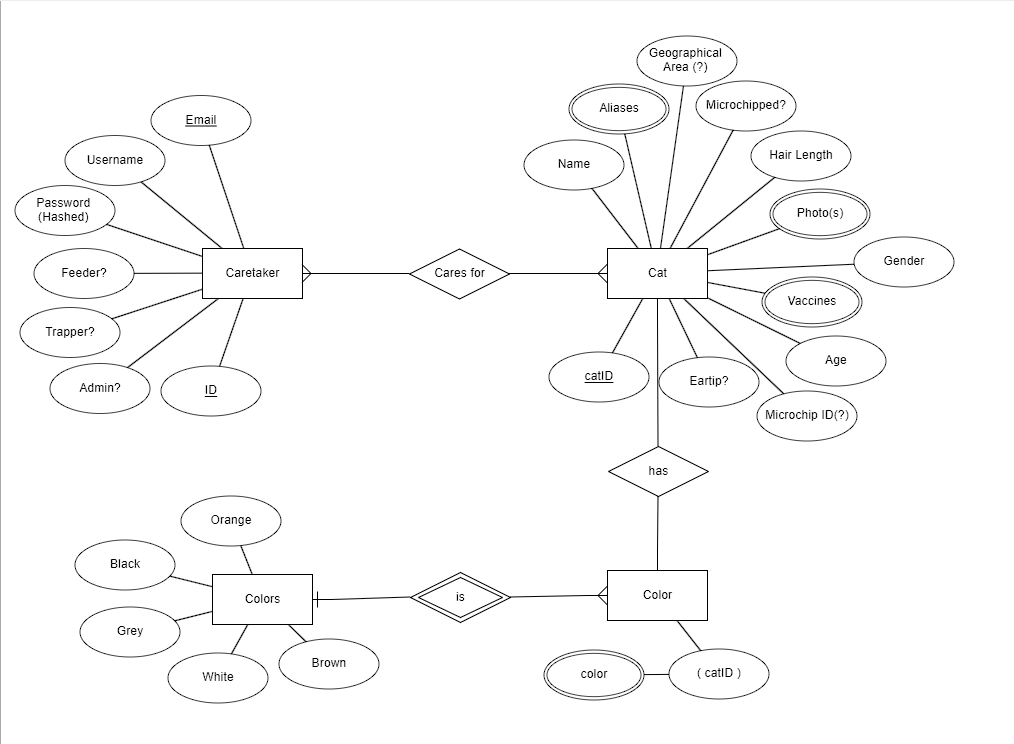 Geographical
Area (?)
Aliases
Microchipped?
Email
Username
Name
Hair Length
Password
(Hashed)
Photo(s)
Feeder?
Caretaker
Cares for
Cat
Gender
Vaccines
Trapper?
Age
Admin?
ID
catID
Eartip?
Microchip ID(?)
has
Orange
Black
Colors
is
Color
Grey
White
Brown
color
( catID )